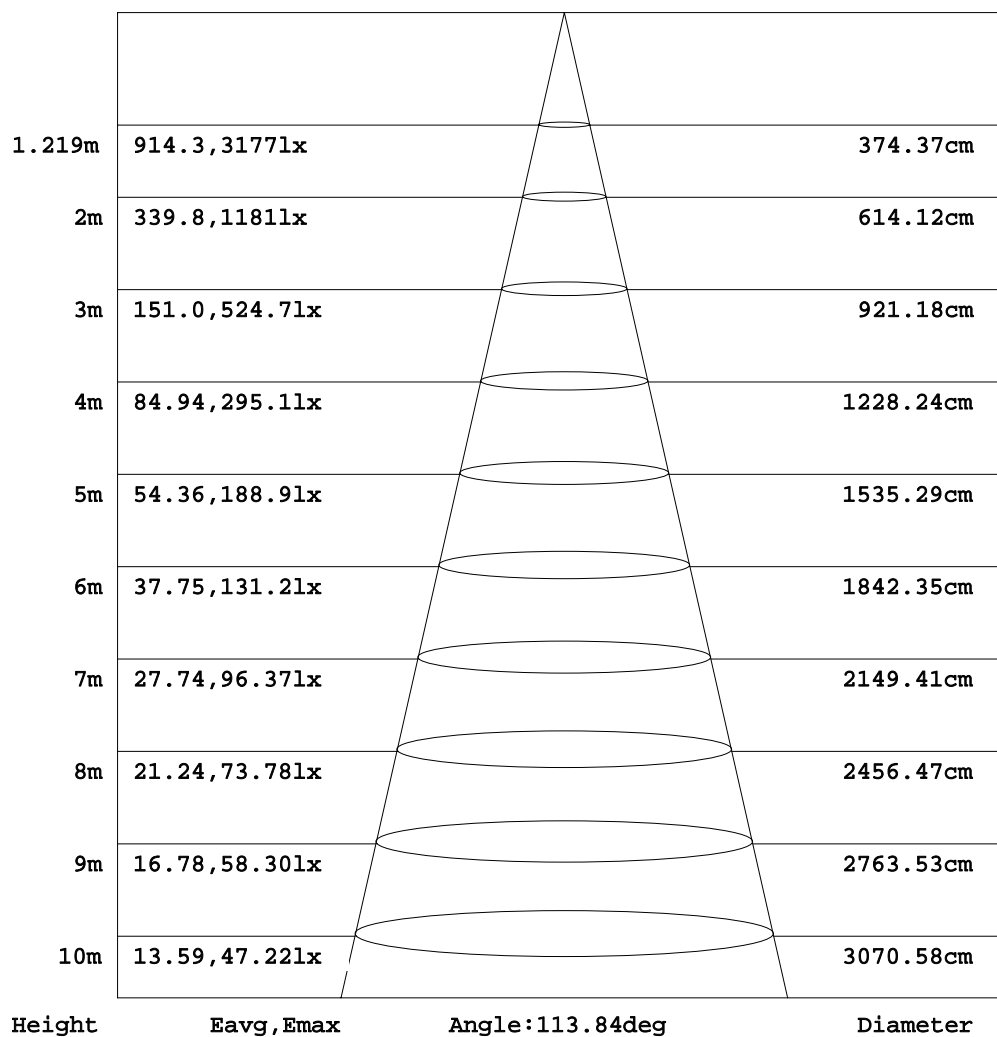 1.219m 914.3,3177lx 374.37cm
2m 339.8,1181lx 614.12cm
3m 151.0,524.7lx 921.18cm
4m 84.94,295.1lx 1228.24cm
5m 54.36,188.9lx 1535.29cm
6m 37.75,131.2lx 1842.35cm
7m 27.74,96.37lx 2149.41cm
8m 21.24,73.78lx 2456.47cm
9m 16.78,58.30lx 2763.53cm
10m 13.59,47.22lx 3070.58cm
Height Eavg,Emax Angle:113.84deg Diameter